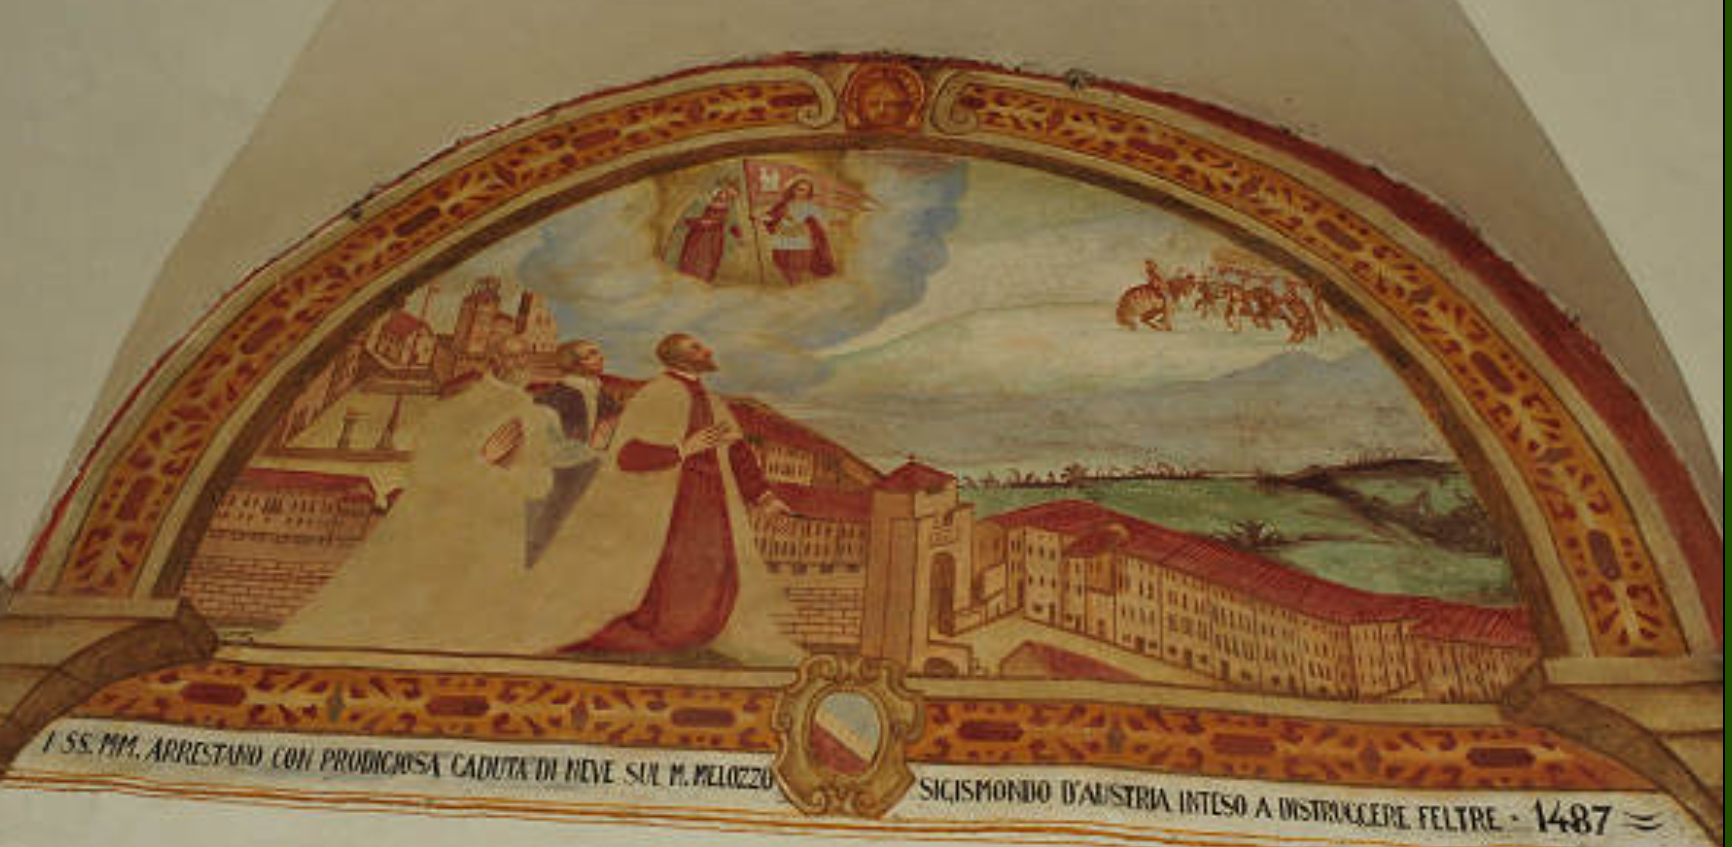 I SS. MM. ARRESTANO CON PRODIGIOSA CADUTA DI NEVE SUL M. MELOZZO SIGISMONDO D'AUSTRIA INTESO A DISTRUGGERE FELTRE - 1487